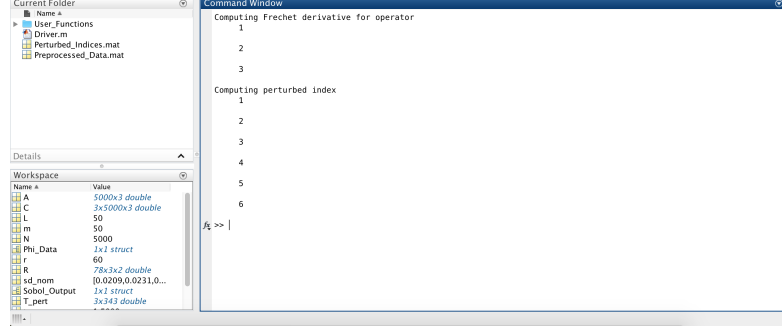 Current Folder
Name
User_Functions
Driver.m
Perturbed_Indices.mat
Preprocessed_Data.mat
Details
Workspace
Name Value
A 5000x3 double
C 3x5000x3 double
L 50
m 50
N 5000
Phi_Data 1x1 struct
r 60
R 78x3x2 double
sd_nom [0.0209,0.0231,0...
Sobol_Output 1x1 struct
T_pert 3x343 double
Command Window
Computing Frechet derivative for operator
1
2
3
Computing perturbed index
1
2
3
4
5
6
fx >>